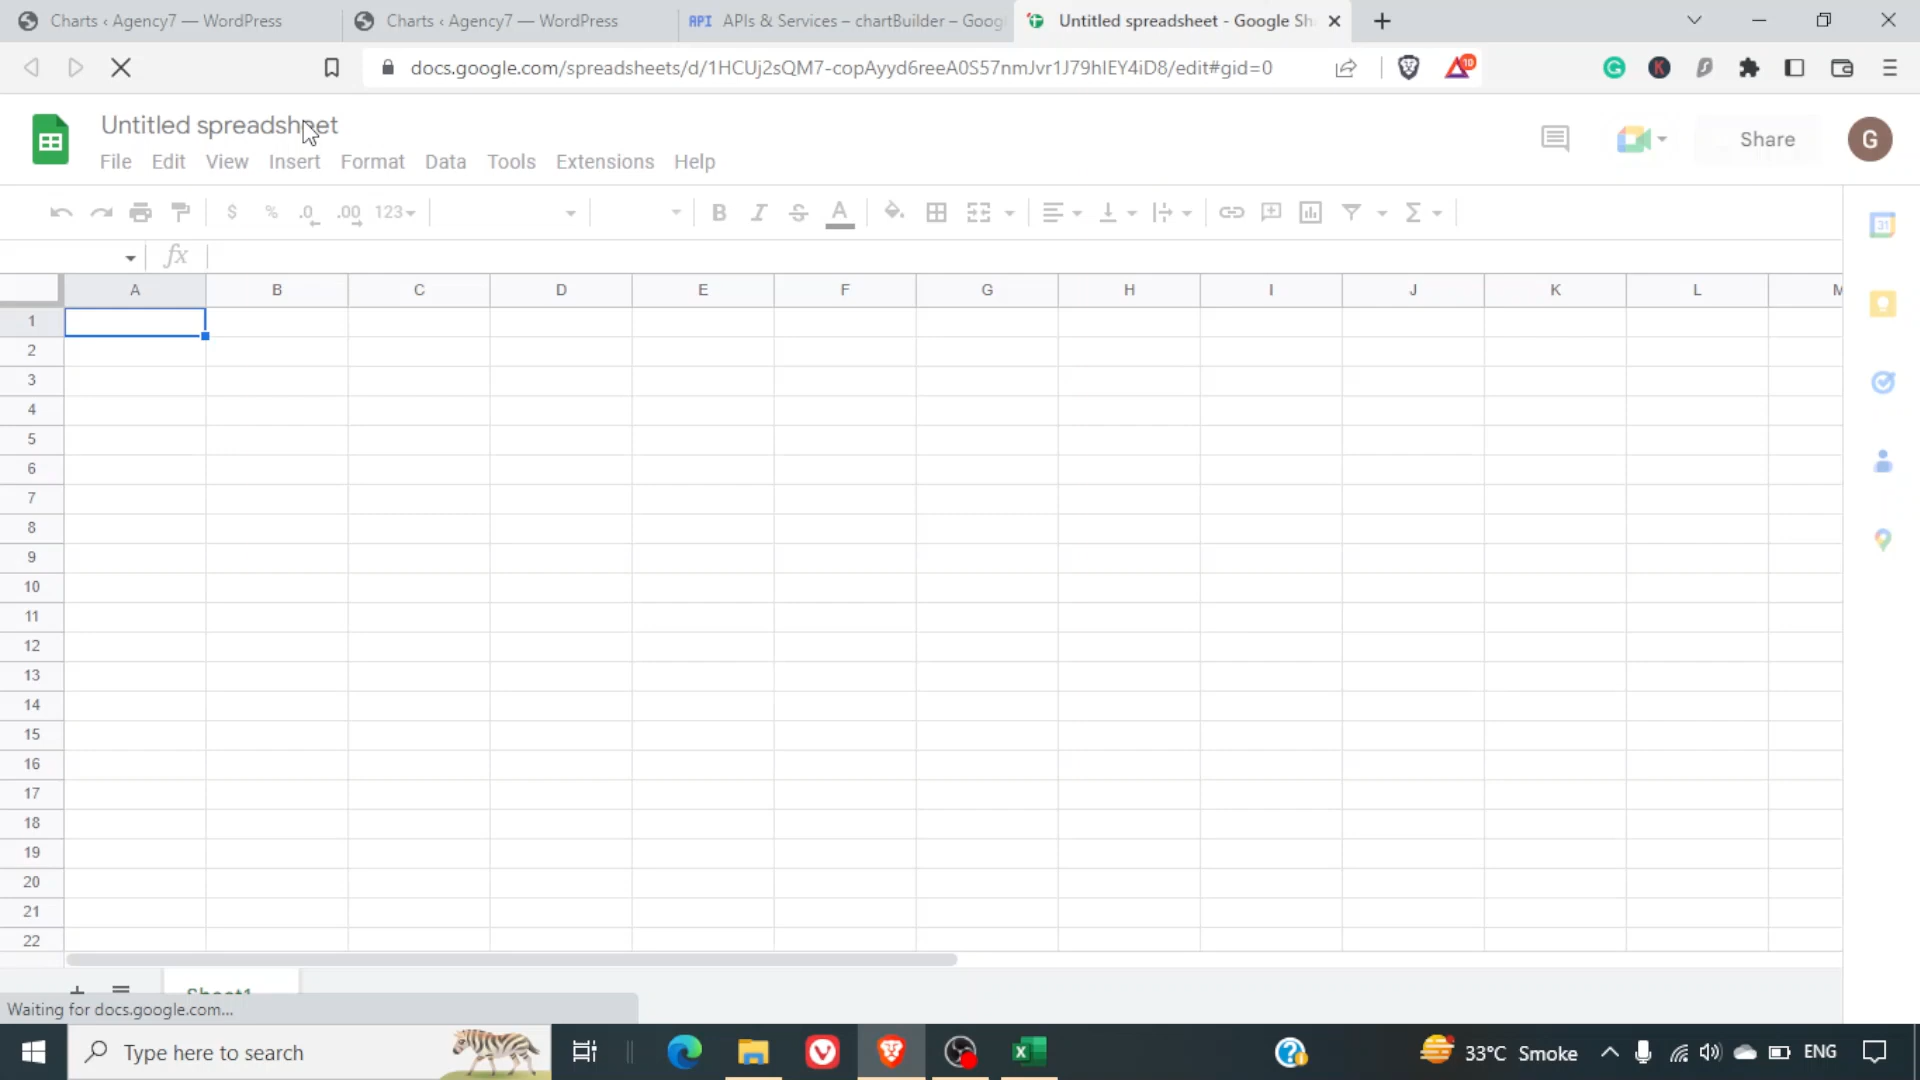 Charts ‹ Agency7 — WordPress
Charts ‹ Agency7 — WordPress
API APIs & Services – chartBuilder – Goog
Untitled spreadsheet - Google Sh
docs.google.com/spreadsheets/d/1HCUj2sQM7-copAyyd6reeA0S57nmJvr1J79hIEY4iD8/edit#gid=0
10
Untitled spreadsheet
File Edit View Insert Format Data Tools Extensions Help
Share
G
$ % .0 .00 123
B I S A
fx
31
A B C D E F G H I J K L M
1
2
3
4
5
6
7
8
9
10
11
12
13
14
15
16
17
18
19
20
21
22
Sheet1
Waiting for docs.google.com...
Type here to search
33°C Smoke
ENG